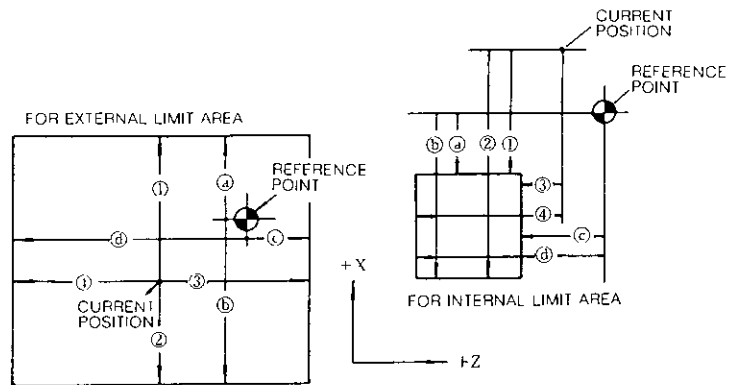 CURRENT
POSITION
REFERENCE
POINT
FOR EXTERNAL LIMIT AREA
ⓑ ⓐ ② ①
① ⓐ
REFERENCE
POINT
③
④
ⓓ ⓒ
ⓒ
ⓓ
③
ⓑ
CURRENT
POSITION
②
+X
FOR INTERNAL LIMIT AREA
+Z